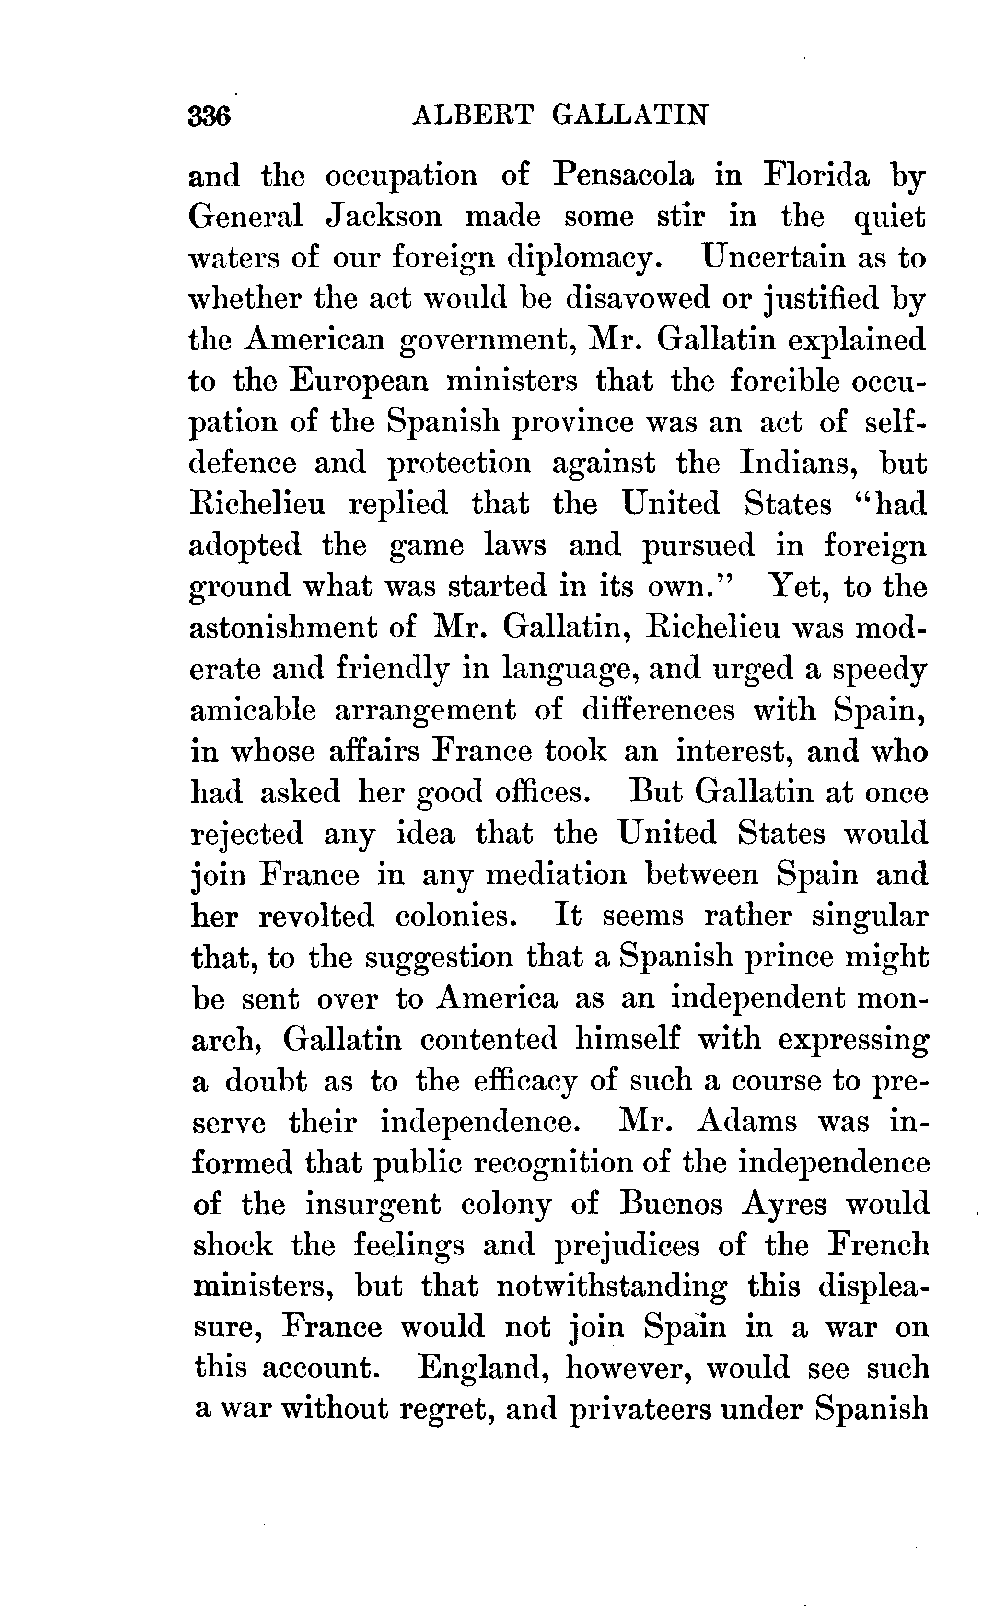 336 ALBERT GALLATIN
and the occupation of Pensacola in Florida by
General Jackson made some stir in the quiet
waters of our foreign diplomacy. Uncertain as to
whether the act would be disavowed or justified by
the American government, Mr. Gallatin explained
to the European ministers that the forcible occu-
pation of the Spanish province was an act of self-
defence and protection against the Indians, but
Richelieu replied that the United States "had
adopted the game laws and pursued in foreign
ground what was started in its own." Yet, to the
astonishment of Mr. Gallatin, Richelieu was mod-
erate and friendly in language, and urged a speedy
amicable arrangement of differences with Spain,
in whose affairs France took an interest, and who
had asked her good offices. But Gallatin at once
rejected any idea that the United States would
join France in any mediation between Spain and
her revolted colonies. It seems rather singular
that, to the suggestion that a Spanish prince might
be sent over to America as an independent mon-
arch, Gallatin contented himself with expressing
a doubt as to the efficacy of such a course to pre-
serve their independence. Mr. Adams was in-
formed that public recognition of the independence
of the insurgent colony of Buenos Ayres would
shock the feelings and prejudices of the French
ministers, but that notwithstanding this displea-
sure, France would not join Spain in a war on
this account. England, however, would see such
a war without regret, and privateers under Spanish